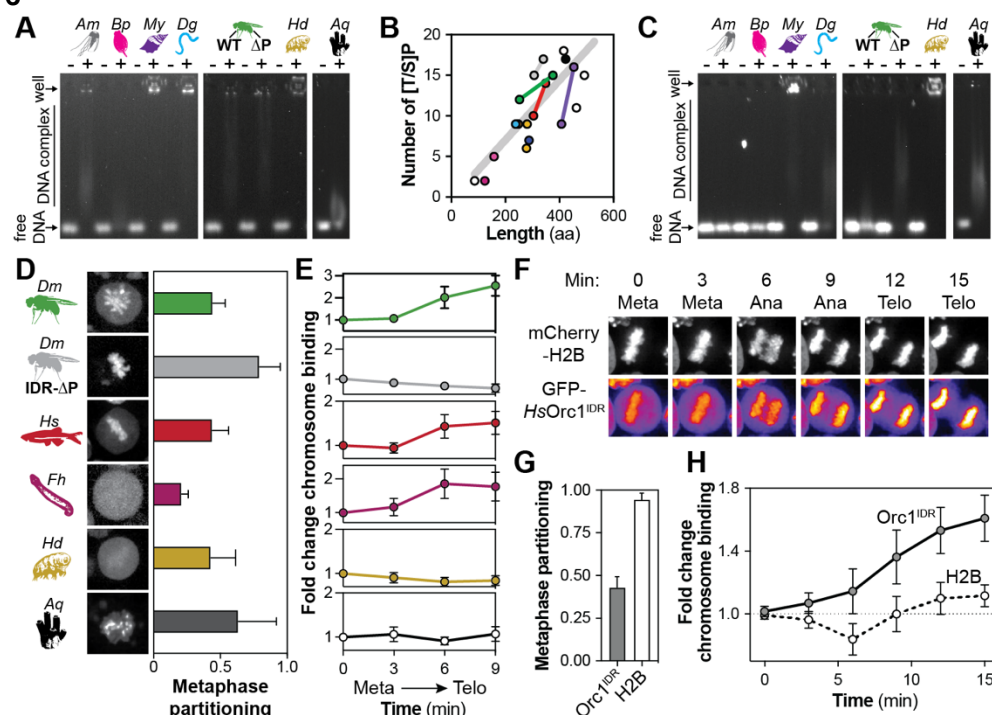 A
Am Bp My Dg
WT ΔP
Hd
Aq
- + - + - + - +
- + - + - +
- +
well
DNA complex
free
DNA
B
Number of [T/S]P
20
15
10
5
0
0 200 400 600
Length (aa)
C
Am Bp My Dg
WT ΔP
Hd
Aq
- + - + - + - +
- + - + - +
- +
well
DNA complex
free
DNA
D
Dm
Dm
IDR-ΔP
Hs
Fh
Hd
Aq
0 0.5 1.0
Metaphase
partitioning
E
Fold change chromosome binding
3
2
1
2
1
2
1
2
1
2
1
2
1
0 3 6 9
Meta Telo
Time (min)
F
Min: 0 3 6 9 12 15
Meta Meta Ana Ana Telo Telo
mCherry
-H2B
GFP-
HsOrc1IDR
G
Metaphase partitioning
1.00
0.75
0.50
0.25
0.00
Orc1IDR
H2B
H
Fold change
chromosome binding
1.8
1.4
1.0
Orc1IDR
H2B
0 5 10 15
Time (min)